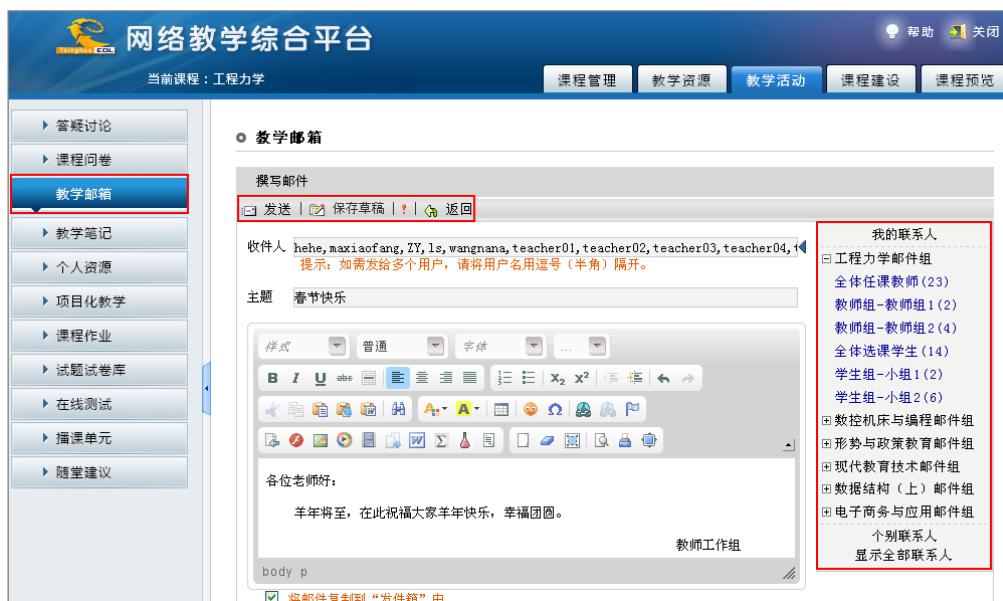 网络教学综合平台
帮助 关闭
当前课程：工程力学
课程管理 教学资源 教学活动 课程建设 课程预览
答疑讨论
课程问卷
教学邮箱
教学笔记
个人资源
项目化教学
课程作业
试题试卷库
在线测试
播课单元
随堂建议
教学邮箱
撰写邮件
发送 | 保存草稿 | ! | 返回
收件人 hehe,maxiaofang,ZY,ls,wangnana,teacher01,teacher02,teacher03,teacher04,
提示：如需发给多个用户，请将用户名用逗号（半角）隔开。
主题 春节快乐
样式 普通 字体 ...
B I U abc X₂ X²
各位老师好：
羊年将至，在此祝福大家羊年快乐，幸福团圆。
教师工作组
body p
将邮件复制到“发件箱”中
我的联系人
工程力学邮件组
全体任课教师(23)
教师组-教师组1(2)
教师组-教师组2(4)
全体选课学生(14)
学生组-小组1(2)
学生组-小组2(6)
数控机床与编程邮件组
形势与政策教育邮件组
现代教育技术邮件组
数据结构（上）邮件组
电子商务与应用邮件组
个别联系人
显示全部联系人